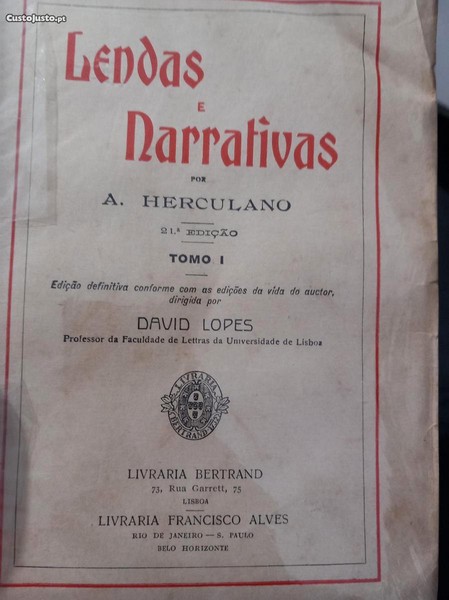 CustoJusto.pt
Lendas
E
Narrativas
POR
A. HERCULANO
21.ª EDIÇÃO
TOMO I
Edição definitiva conforme com as edições da vida do auctor,
dirigida por
DAVID LOPES
Professor da Faculdade de Lettras da Universidade de Lisboa
LIVRARIA
BERTRAND
LIVRARIA BERTRAND
73, Rua Garrett, 75
LISBOA
LIVRARIA FRANCISCO ALVES
RIO DE JANEIRO — S. PAULO
BELO HORIZONTE